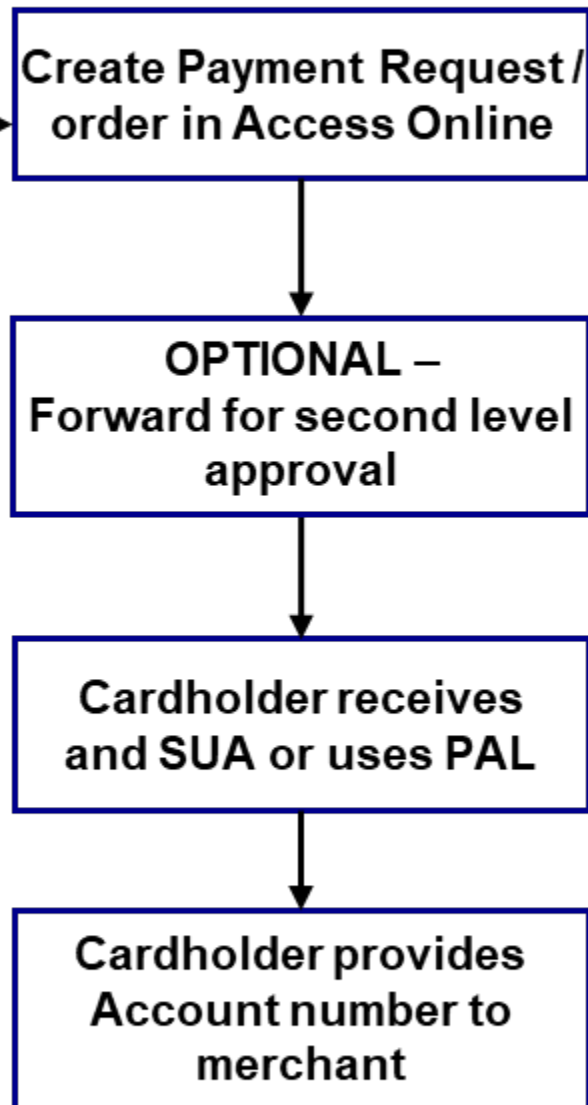 Create Payment Request /
order in Access Online
OPTIONAL –
Forward for second level
approval
Cardholder receives
and SUA or uses PAL
Cardholder provides
Account number to
merchant